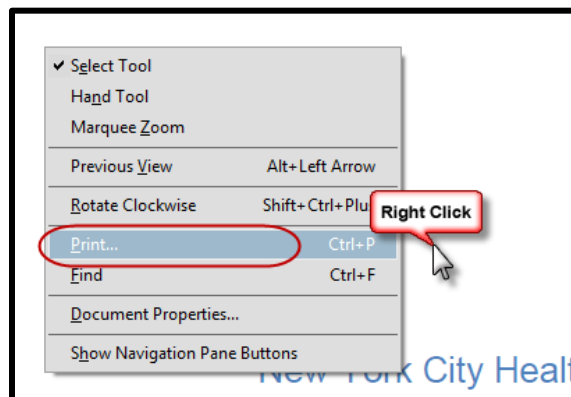 Select Tool
Hand Tool
Marquee Zoom
Previous View Alt+Left Arrow
Rotate Clockwise Shift+Ctrl+Plu
Right Click
Print... Ctrl+P
Find Ctrl+F
Document Properties...
Show Navigation Pane Buttons
New York City Healt